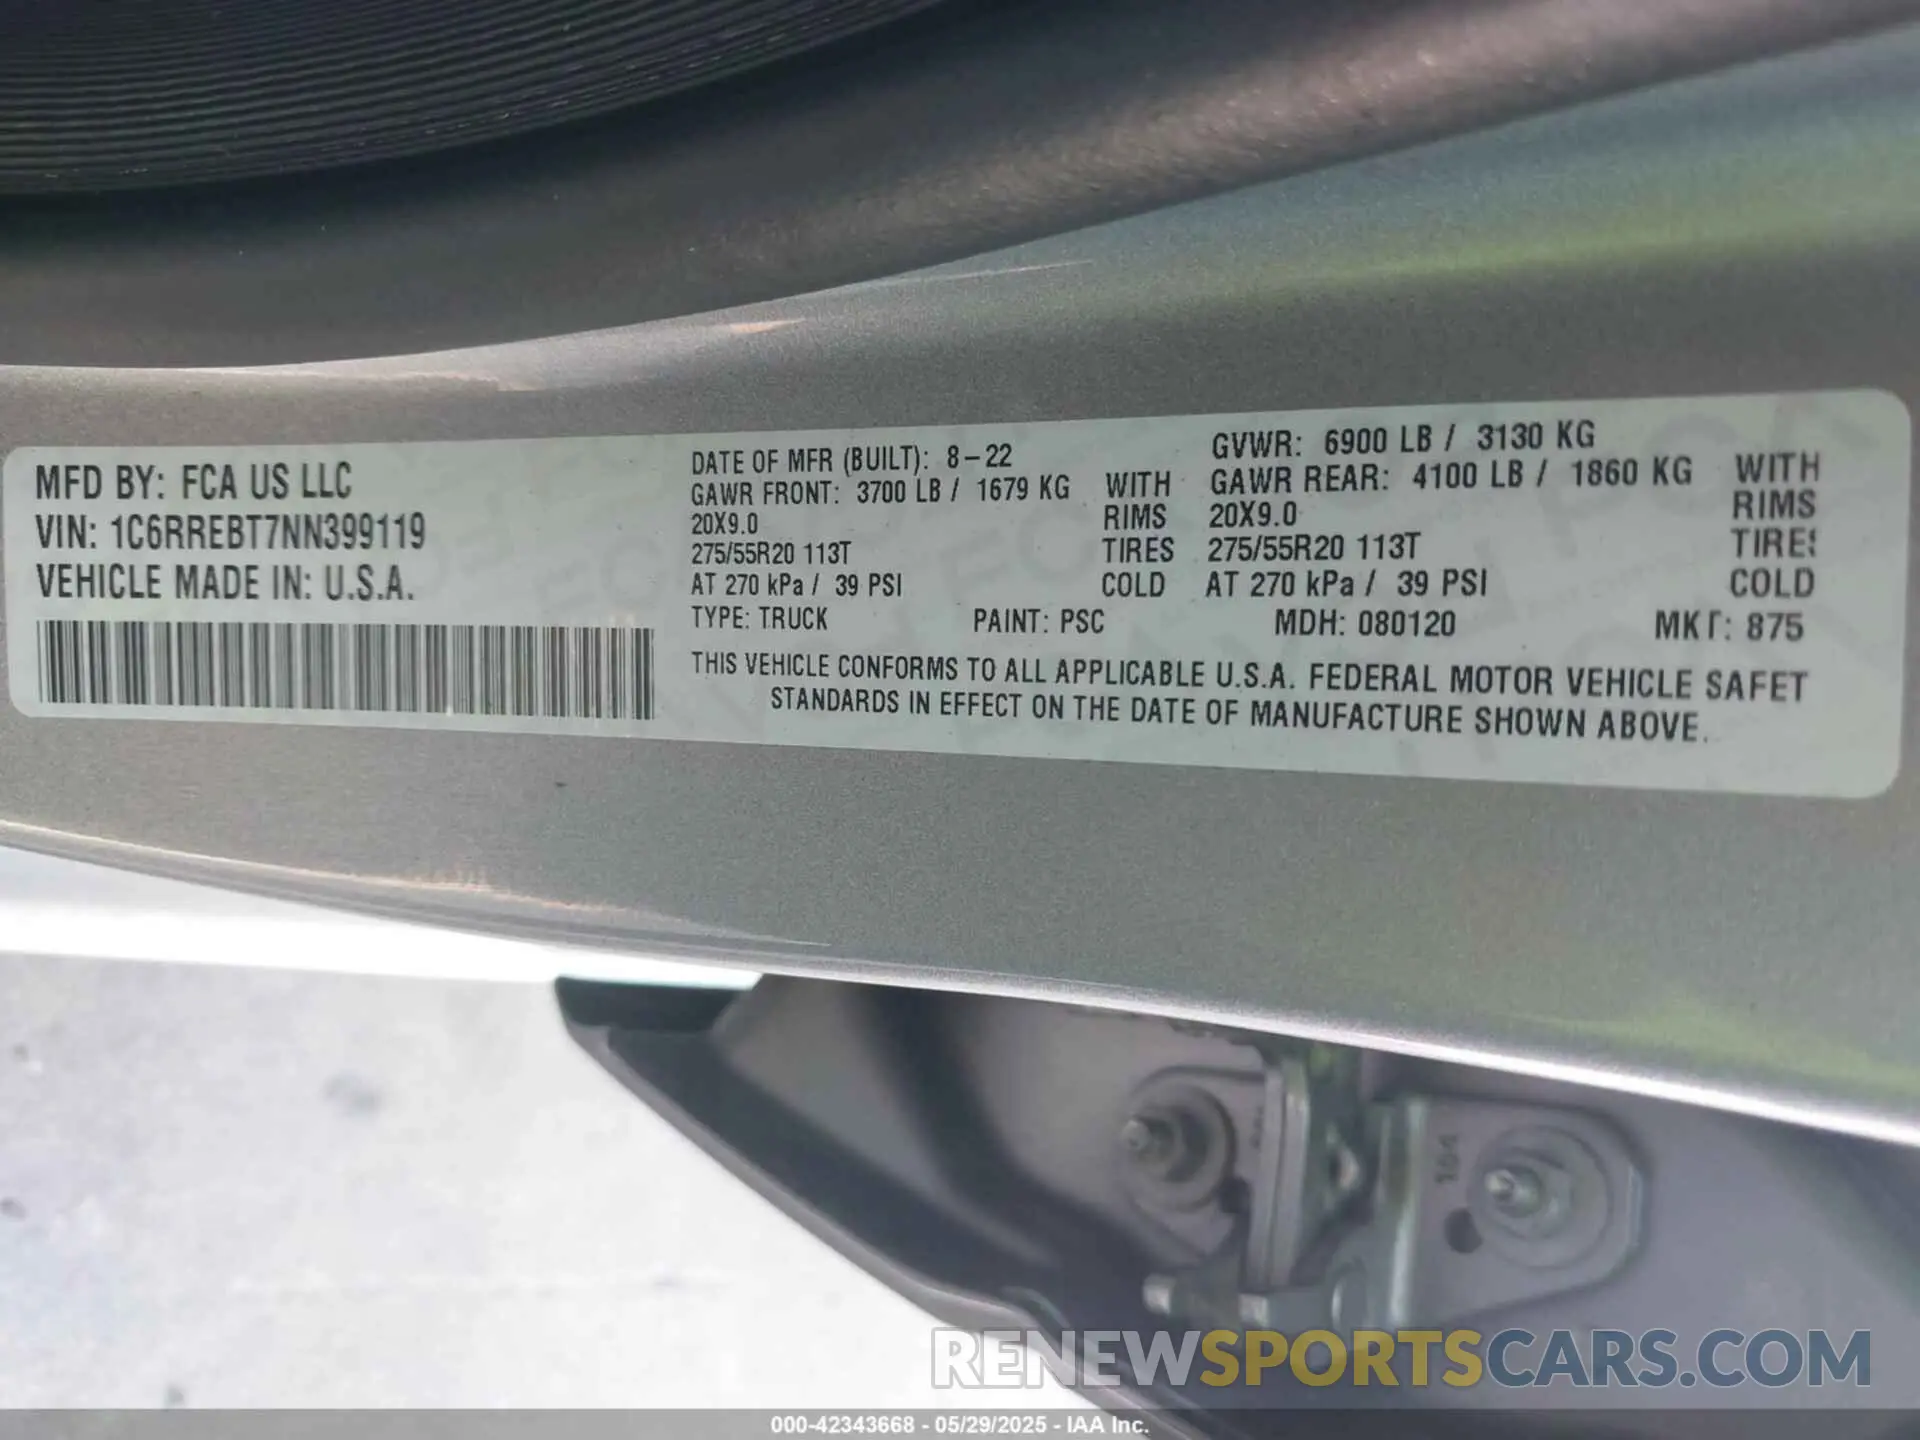 MFD BY: FCA US LLC
VIN: 1C6RREBT7NN399119
VEHICLE MADE IN: U.S.A.
DATE OF MFR (BUILT): 8-22 GVWR: 6900 LB / 3130 KG
GAWR FRONT: 3700 LB / 1679 KG WITH GAWR REAR: 4100 LB / 1860 KG WITH
20X9.0 RIMS 20X9.0 RIMS
275/55R20 113T TIRES 275/55R20 113T TIRES
AT 270 kPa / 39 PSI COLD AT 270 kPa / 39 PSI COLD
TYPE: TRUCK PAINT: PSC MDH: 080120 MKT: 875
THIS VEHICLE CONFORMS TO ALL APPLICABLE U.S.A. FEDERAL MOTOR VEHICLE SAFET
STANDARDS IN EFFECT ON THE DATE OF MANUFACTURE SHOWN ABOVE.
RENEWSPORTSCARS.COM
000-42343668 - 05/29/2025 - IAA Inc.